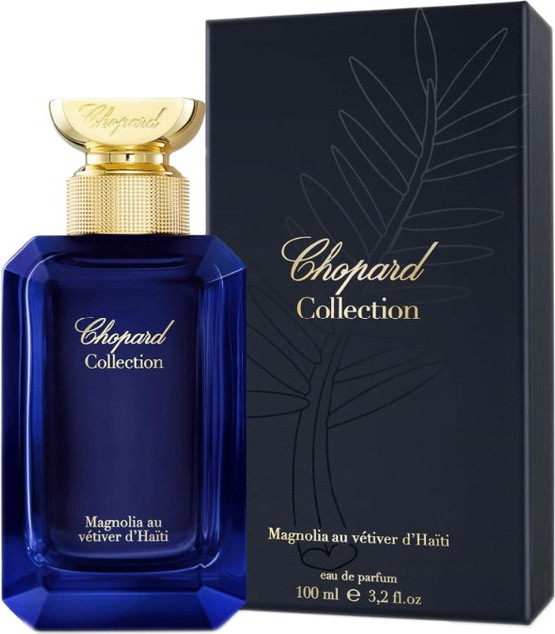 Chopard
Chopard
Collection
Magnolia au
vétiver d'Haïti
Chopard
Collection
Magnolia au vétiver d'Haïti
eau de parfum
100 ml ℮ 3,2 fl.oz